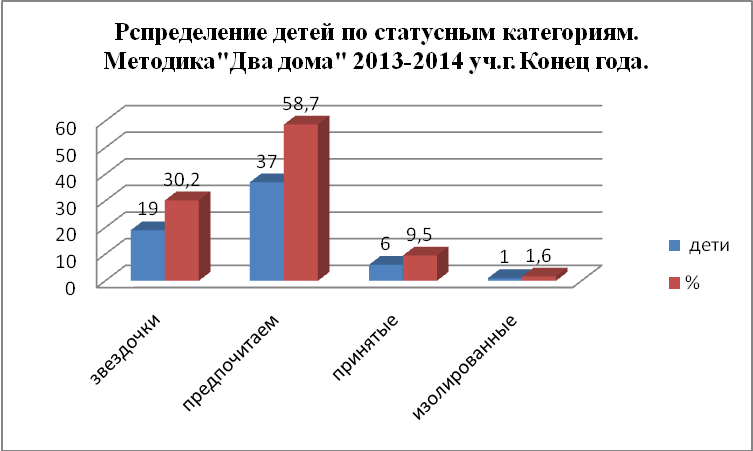 Рспределение детей по статусным категориям.
Методика"Два дома" 2013-2014 уч.г. Конец года.
60
50
40
30
20
10
0
19
30,2
37
58,7
6
9,5
1
1,6
звездочки
предпочитаем
принятые
изолированные
дети
%